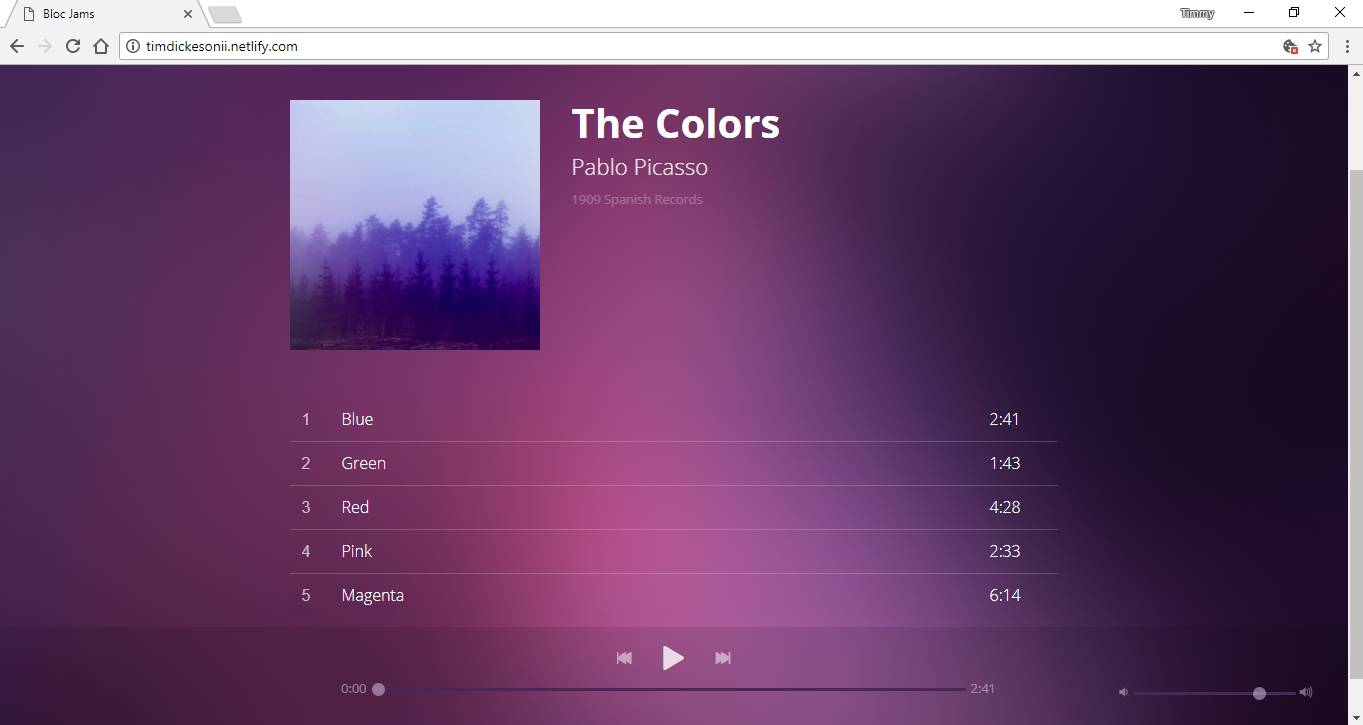 Bloc Jams
Timmy
timdickesonii.netlify.com
The Colors
Pablo Picasso
1909 Spanish Records
1 Blue 2:41
2 Green 1:43
3 Red 4:28
4 Pink 2:33
5 Magenta 6:14
0:00 2:41